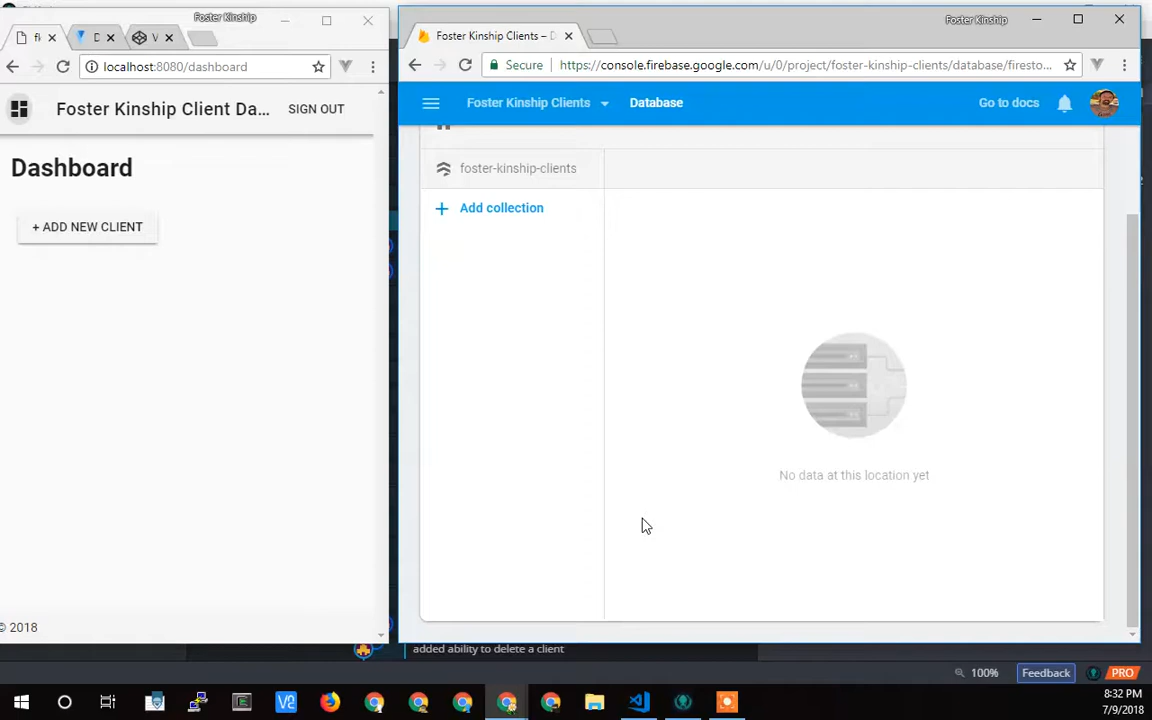 Foster Kinship
fi
D
V
localhost:8080/dashboard
Foster Kinship Client Da...
SIGN OUT
Dashboard
+ ADD NEW CLIENT
© 2018
Foster Kinship Clients – D
Foster Kinship
Secure
https://console.firebase.google.com/u/0/project/foster-kinship-clients/database/firesto...
Foster Kinship Clients
Database
Go to docs
foster-kinship-clients
+ Add collection
No data at this location yet
added ability to delete a client
100%
Feedback
PRO
8:32 PM
7/9/2018